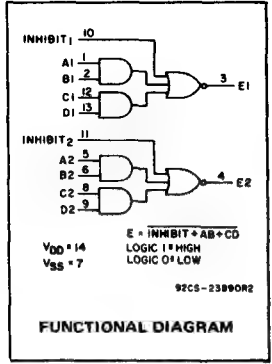 INHIBIT1 10
A1 1
B1 2
3 E1
C1 12
D1 13
INHIBIT2 11
A2 5
B2 6
4 E2
C2 8
D2 9
E = INHIBIT + AB + CD
VDD = 14 LOGIC 1 = HIGH
VSS = 7 LOGIC 0 = LOW
92CS-23890R2
FUNCTIONAL DIAGRAM